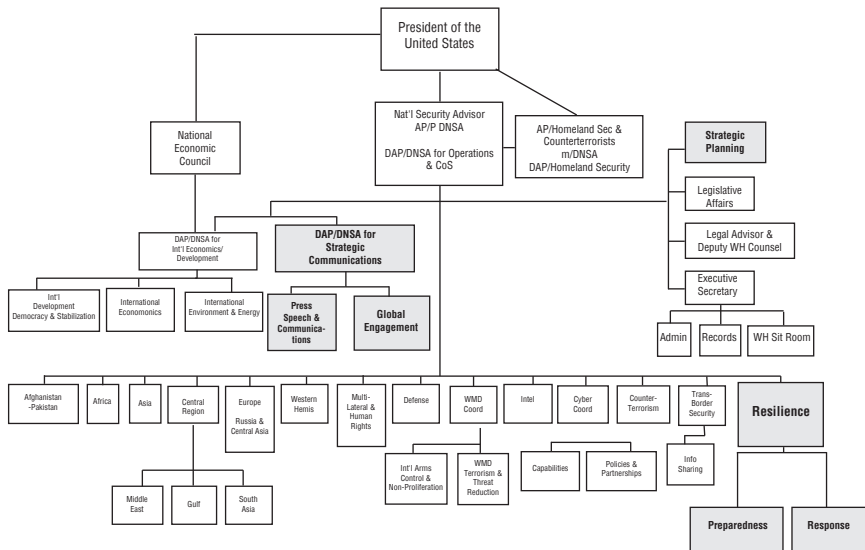 President of the
United States
National
Economic
Council
Nat'l Security Advisor
AP/P DNSA
DAP/DNSA for Operations
& CoS
AP/Homeland Sec &
Counterterrorists
m/DNSA
DAP/Homeland Security
Strategic
Planning
Legislative
Affairs
Legal Advisor &
Deputy WH Counsel
Executive
Secretary
Admin
Records
WH Sit Room
DAP/DNSA for
Int'l Economics/
Development
DAP/DNSA for
Strategic
Communications
Int'l
Development
Democracy & Stabilization
International
Economonics
International
Environment & Energy
Press
Speech &
Communica-
tions
Global
Engagement
Afghanistan
-Pakistan
Africa
Asia
Central
Region
Europe
Russia &
Central Asia
Western
Hemis
Multi-
Lateral &
Human
Rights
Defense
WMD
Coord
Intel
Cyber
Coord
Counter-
Terrorism
Trans-
Border
Security
Resilience
Middle
East
Gulf
South
Asia
Int'l Arms
Control &
Non-Proliferation
WMD
Terrorism &
Threat
Reduction
Capabilities
Policies &
Partnerships
Info
Sharing
Preparedness
Response